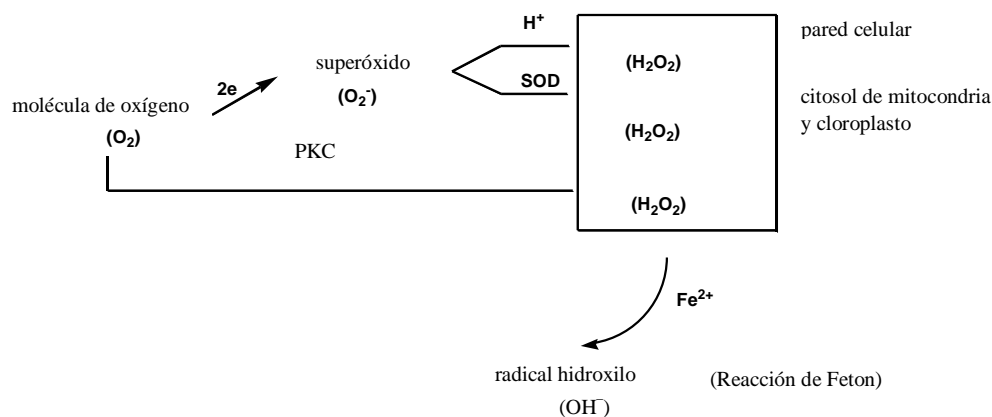 H⁺
pared celular
superóxido
(H₂O₂)
2e
SOD
(O₂⁻)
molécula de oxígeno
citosol de mitocondria
y cloroplasto
(O₂)
(H₂O₂)
PKC
(H₂O₂)
Fe²⁺
radical hidroxilo
(Reacción de Feton)
(OH⁻)